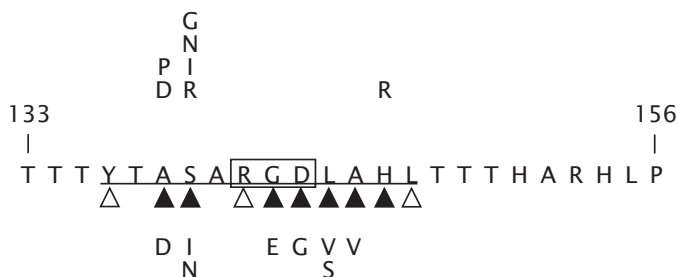 G
N
P I
D R R
133 156
T T T Y T A S A R G D L A H L T T T H A R H L P
D I E G V V
N S